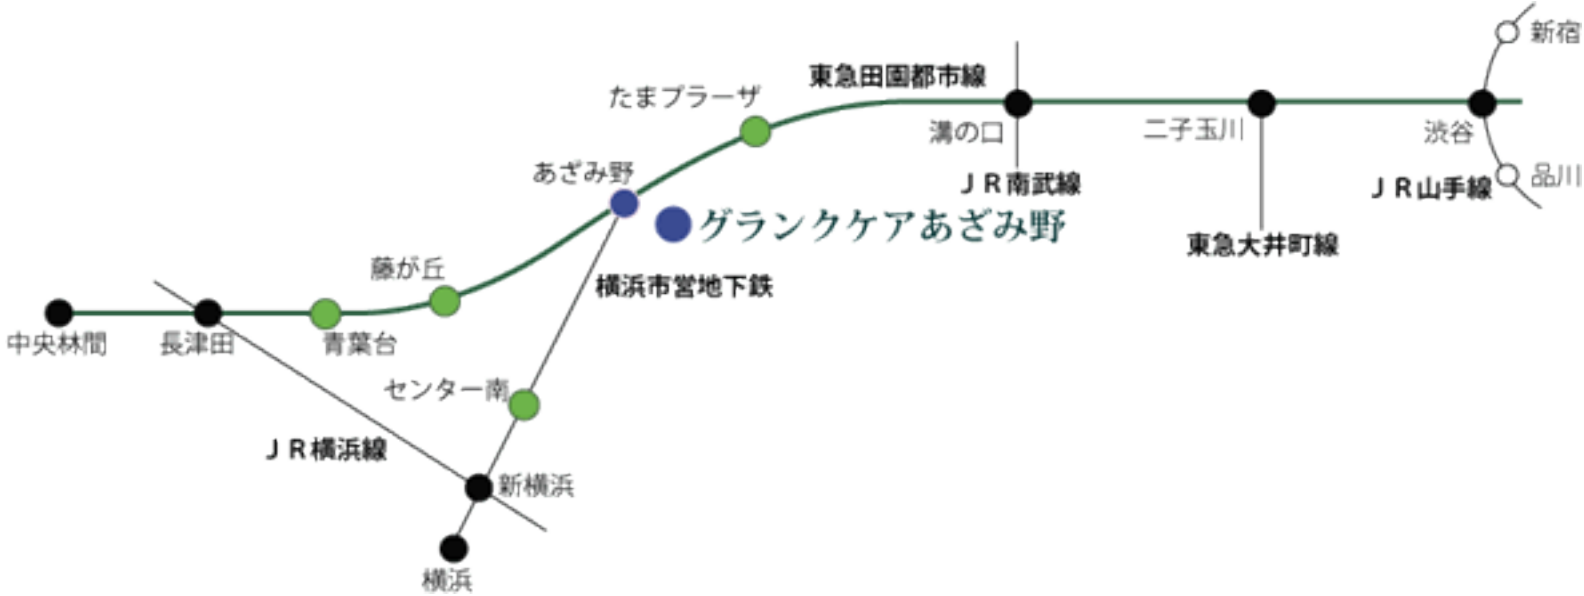 新宿
東急田園都市線
たまプラーザ
溝の口
二子玉川
渋谷
あざみ野
ＪＲ南武線
ＪＲ山手線
品川
グランクケアあざみ野
東急大井町線
藤が丘
横浜市営地下鉄
中央林間
長津田
青葉台
センター南
ＪＲ横浜線
新横浜
横浜